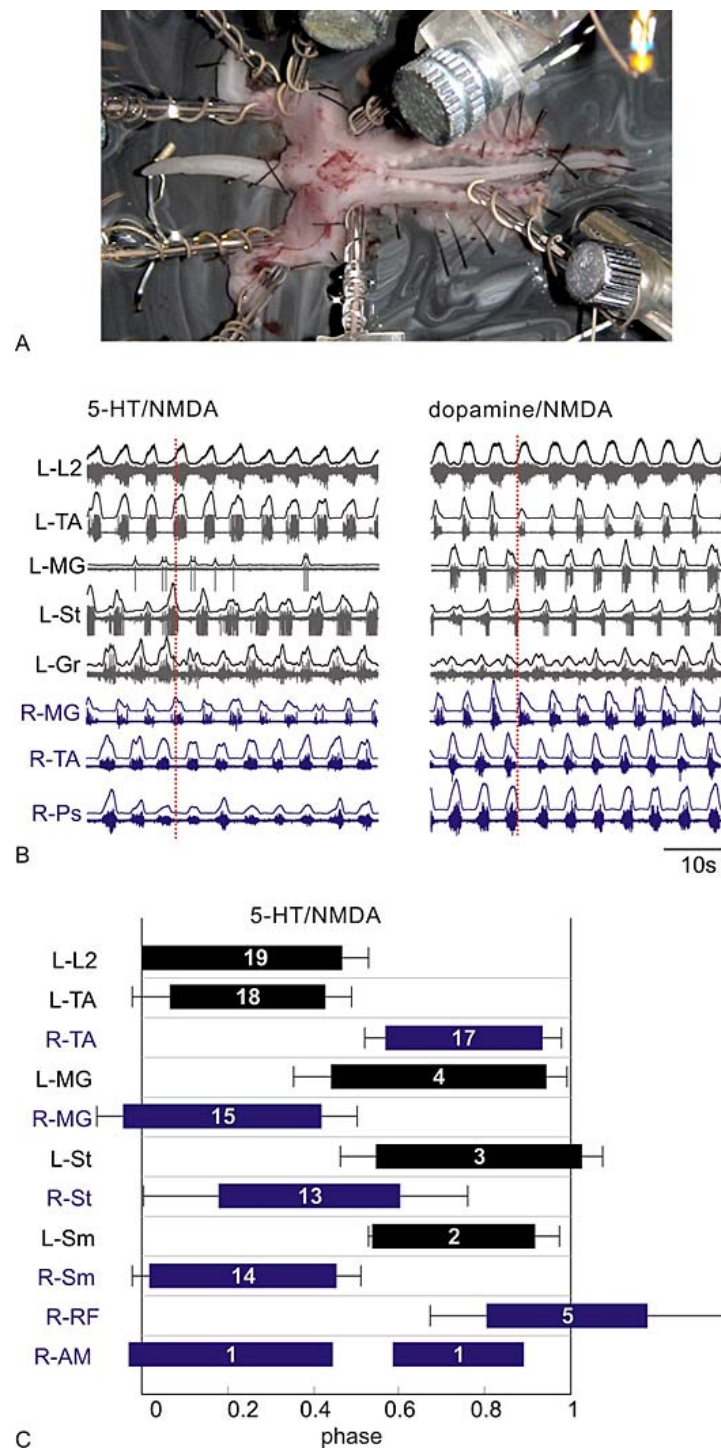 A
5-HT/NMDA
dopamine/NMDA
L-L2
L-TA
L-MG
L-St
L-Gr
R-MG
R-TA
R-Ps
10s
B
5-HT/NMDA
L-L2
19
L-TA
18
R-TA
17
L-MG
4
R-MG
15
L-St
3
R-St
13
L-Sm
2
R-Sm
14
R-RF
5
R-AM
1 1
0 0.2 0.4 0.6 0.8 1
phase
C